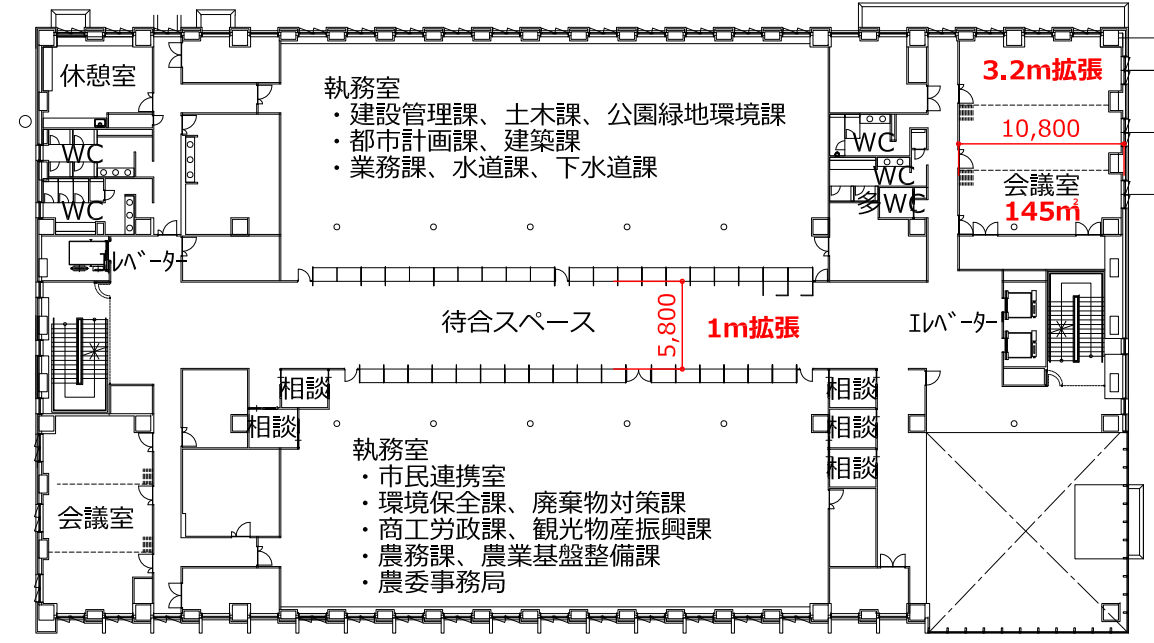 休憩室
WC
WC
ｴﾚﾍﾞｰﾀｰ
執務室
・建設管理課、土木課、公園緑地環境課
・都市計画課、建築課
・業務課、水道課、下水道課
WC
WC
多WC
3.2m拡張
10,800
会議室
145㎡
待合スペース
5,800
1m拡張
ｴﾚﾍﾞｰﾀｰ
相談
相談
相談
相談
相談
執務室
・市民連携室
・環境保全課、廃棄物対策課
・商工労政課、観光物産振興課
・農務課、農業基盤整備課
・農委事務局
会議室